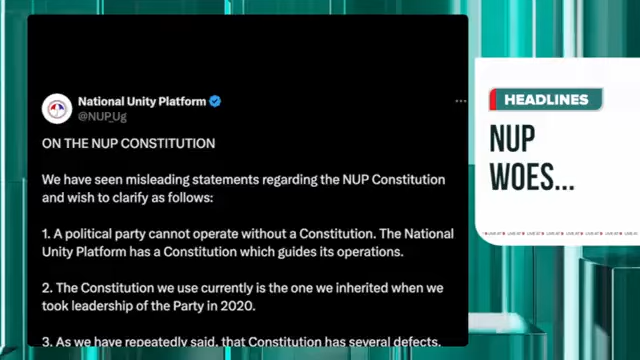 National Unity Platform
@NUP_Ug
ON THE NUP CONSTITUTION
We have seen misleading statements regarding the NUP Constitution
and wish to clarify as follows:
1. A political party cannot operate without a Constitution. The National
Unity Platform has a Constitution which guides its operations.
2. The Constitution we use currently is the one we inherited when we
took leadership of the Party in 2020.
3. As we have repeatedly said, that Constitution has several defects.
HEADLINES
NUP
WOES...